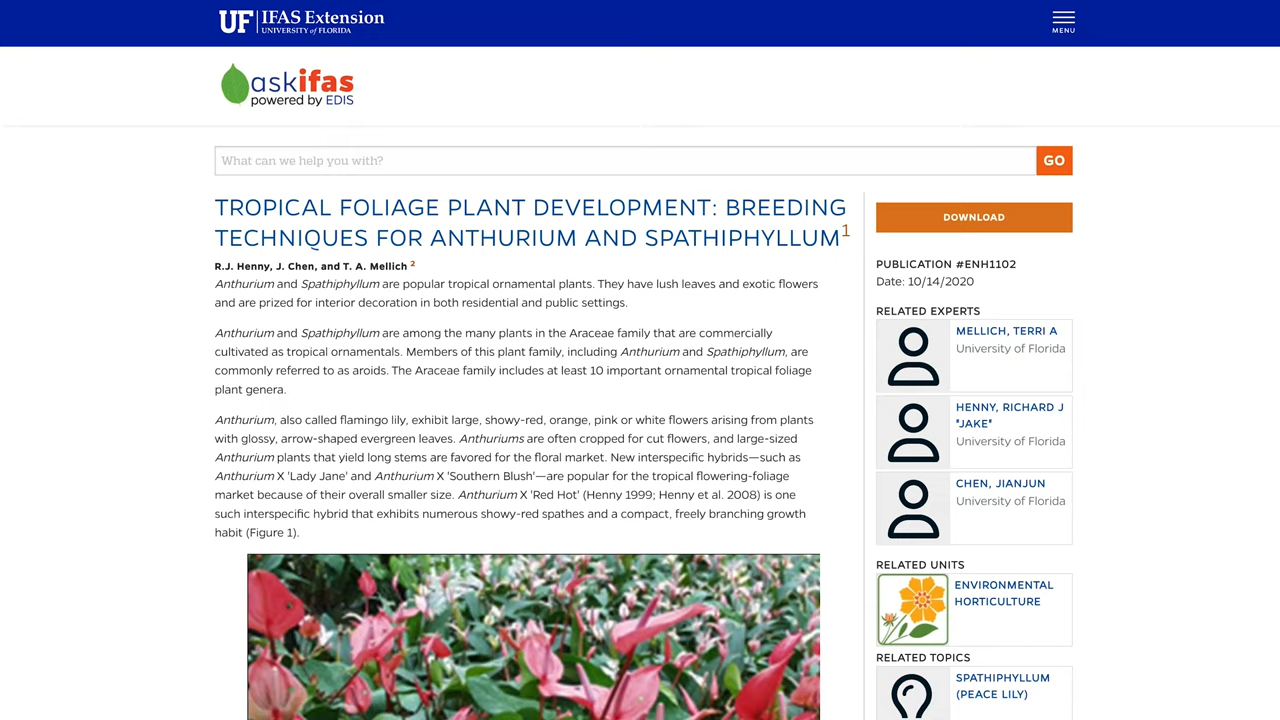 UF IFAS Extension
UNIVERSITY of FLORIDA
MENU
askifas
powered by EDIS
What can we help you with?
GO
TROPICAL FOLIAGE PLANT DEVELOPMENT: BREEDING
TECHNIQUES FOR ANTHURIUM AND SPATHIPHYLLUM1
R.J. Henny, J. Chen, and T. A. Mellich 2
Anthurium and Spathiphyllum are popular tropical ornamental plants. They have lush leaves and exotic flowers
and are prized for interior decoration in both residential and public settings.
Anthurium and Spathiphyllum are among the many plants in the Araceae family that are commercially
cultivated as tropical ornamentals. Members of this plant family, including Anthurium and Spathiphyllum, are
commonly referred to as aroids. The Araceae family includes at least 10 important ornamental tropical foliage
plant genera.
Anthurium, also called flamingo lily, exhibit large, showy-red, orange, pink or white flowers arising from plants
with glossy, arrow-shaped evergreen leaves. Anthuriums are often cropped for cut flowers, and large-sized
Anthurium plants that yield long stems are favored for the floral market. New interspecific hybrids—such as
Anthurium X 'Lady Jane' and Anthurium X 'Southern Blush'—are popular for the tropical flowering-foliage
market because of their overall smaller size. Anthurium X 'Red Hot' (Henny 1999; Henny et al. 2008) is one
such interspecific hybrid that exhibits numerous showy-red spathes and a compact, freely branching growth
habit (Figure 1).
DOWNLOAD
PUBLICATION #ENH1102
Date: 10/14/2020
RELATED EXPERTS
MELLICH, TERRI A
University of Florida
HENNY, RICHARD J
"JAKE"
University of Florida
CHEN, JIANJUN
University of Florida
RELATED UNITS
ENVIRONMENTAL
HORTICULTURE
RELATED TOPICS
SPATHIPHYLLUM
(PEACE LILY)